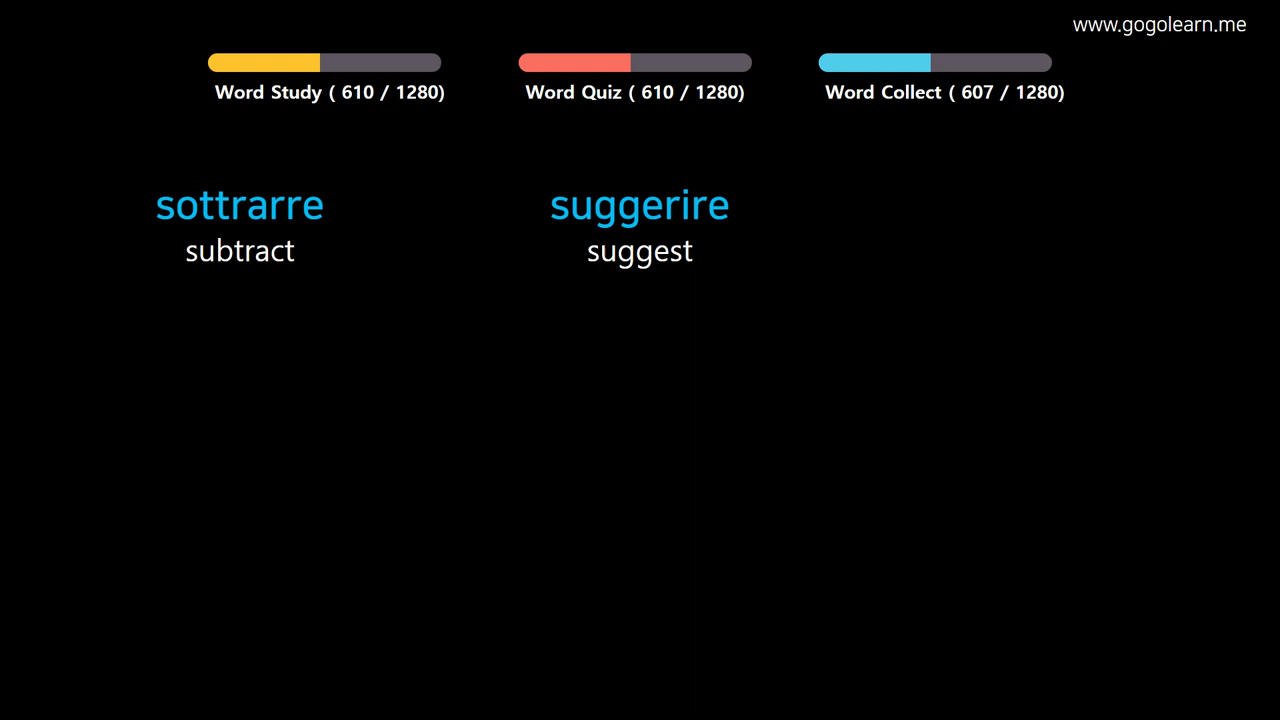 www.gogolearn.me
Word Study ( 610 / 1280)
Word Quiz ( 610 / 1280)
Word Collect ( 607 / 1280)
sottrarre
subtract
suggerire
suggest